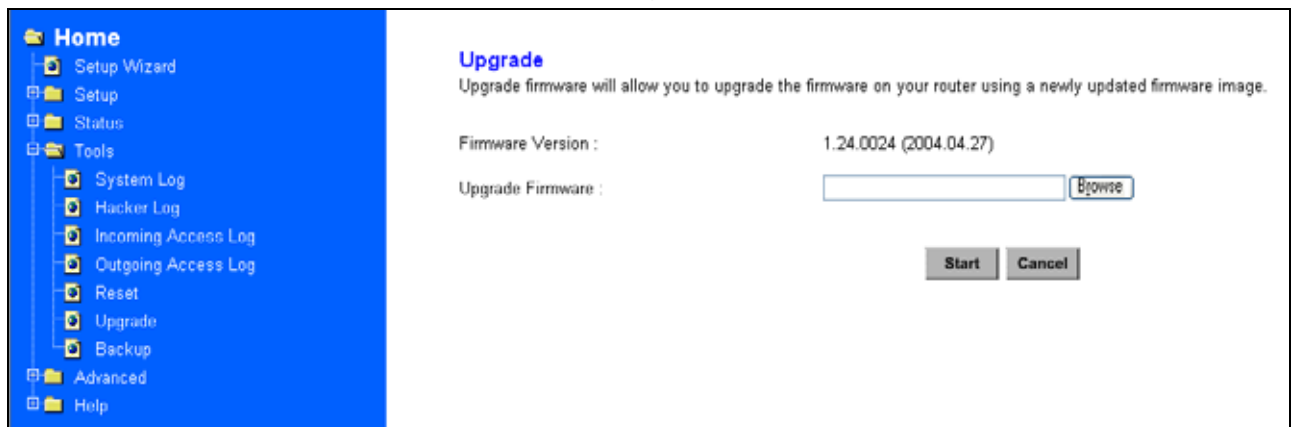 Home
Setup Wizard
Setup
Status
Tools
System Log
Hacker Log
Incoming Access Log
Outgoing Access Log
Reset
Upgrade
Backup
Advanced
Help
Upgrade
Upgrade firmware will allow you to upgrade the firmware on your router using a newly updated firmware image.
Firmware Version : 1.24.0024 (2004.04.27)
Upgrade Firmware : Browse
Start Cancel